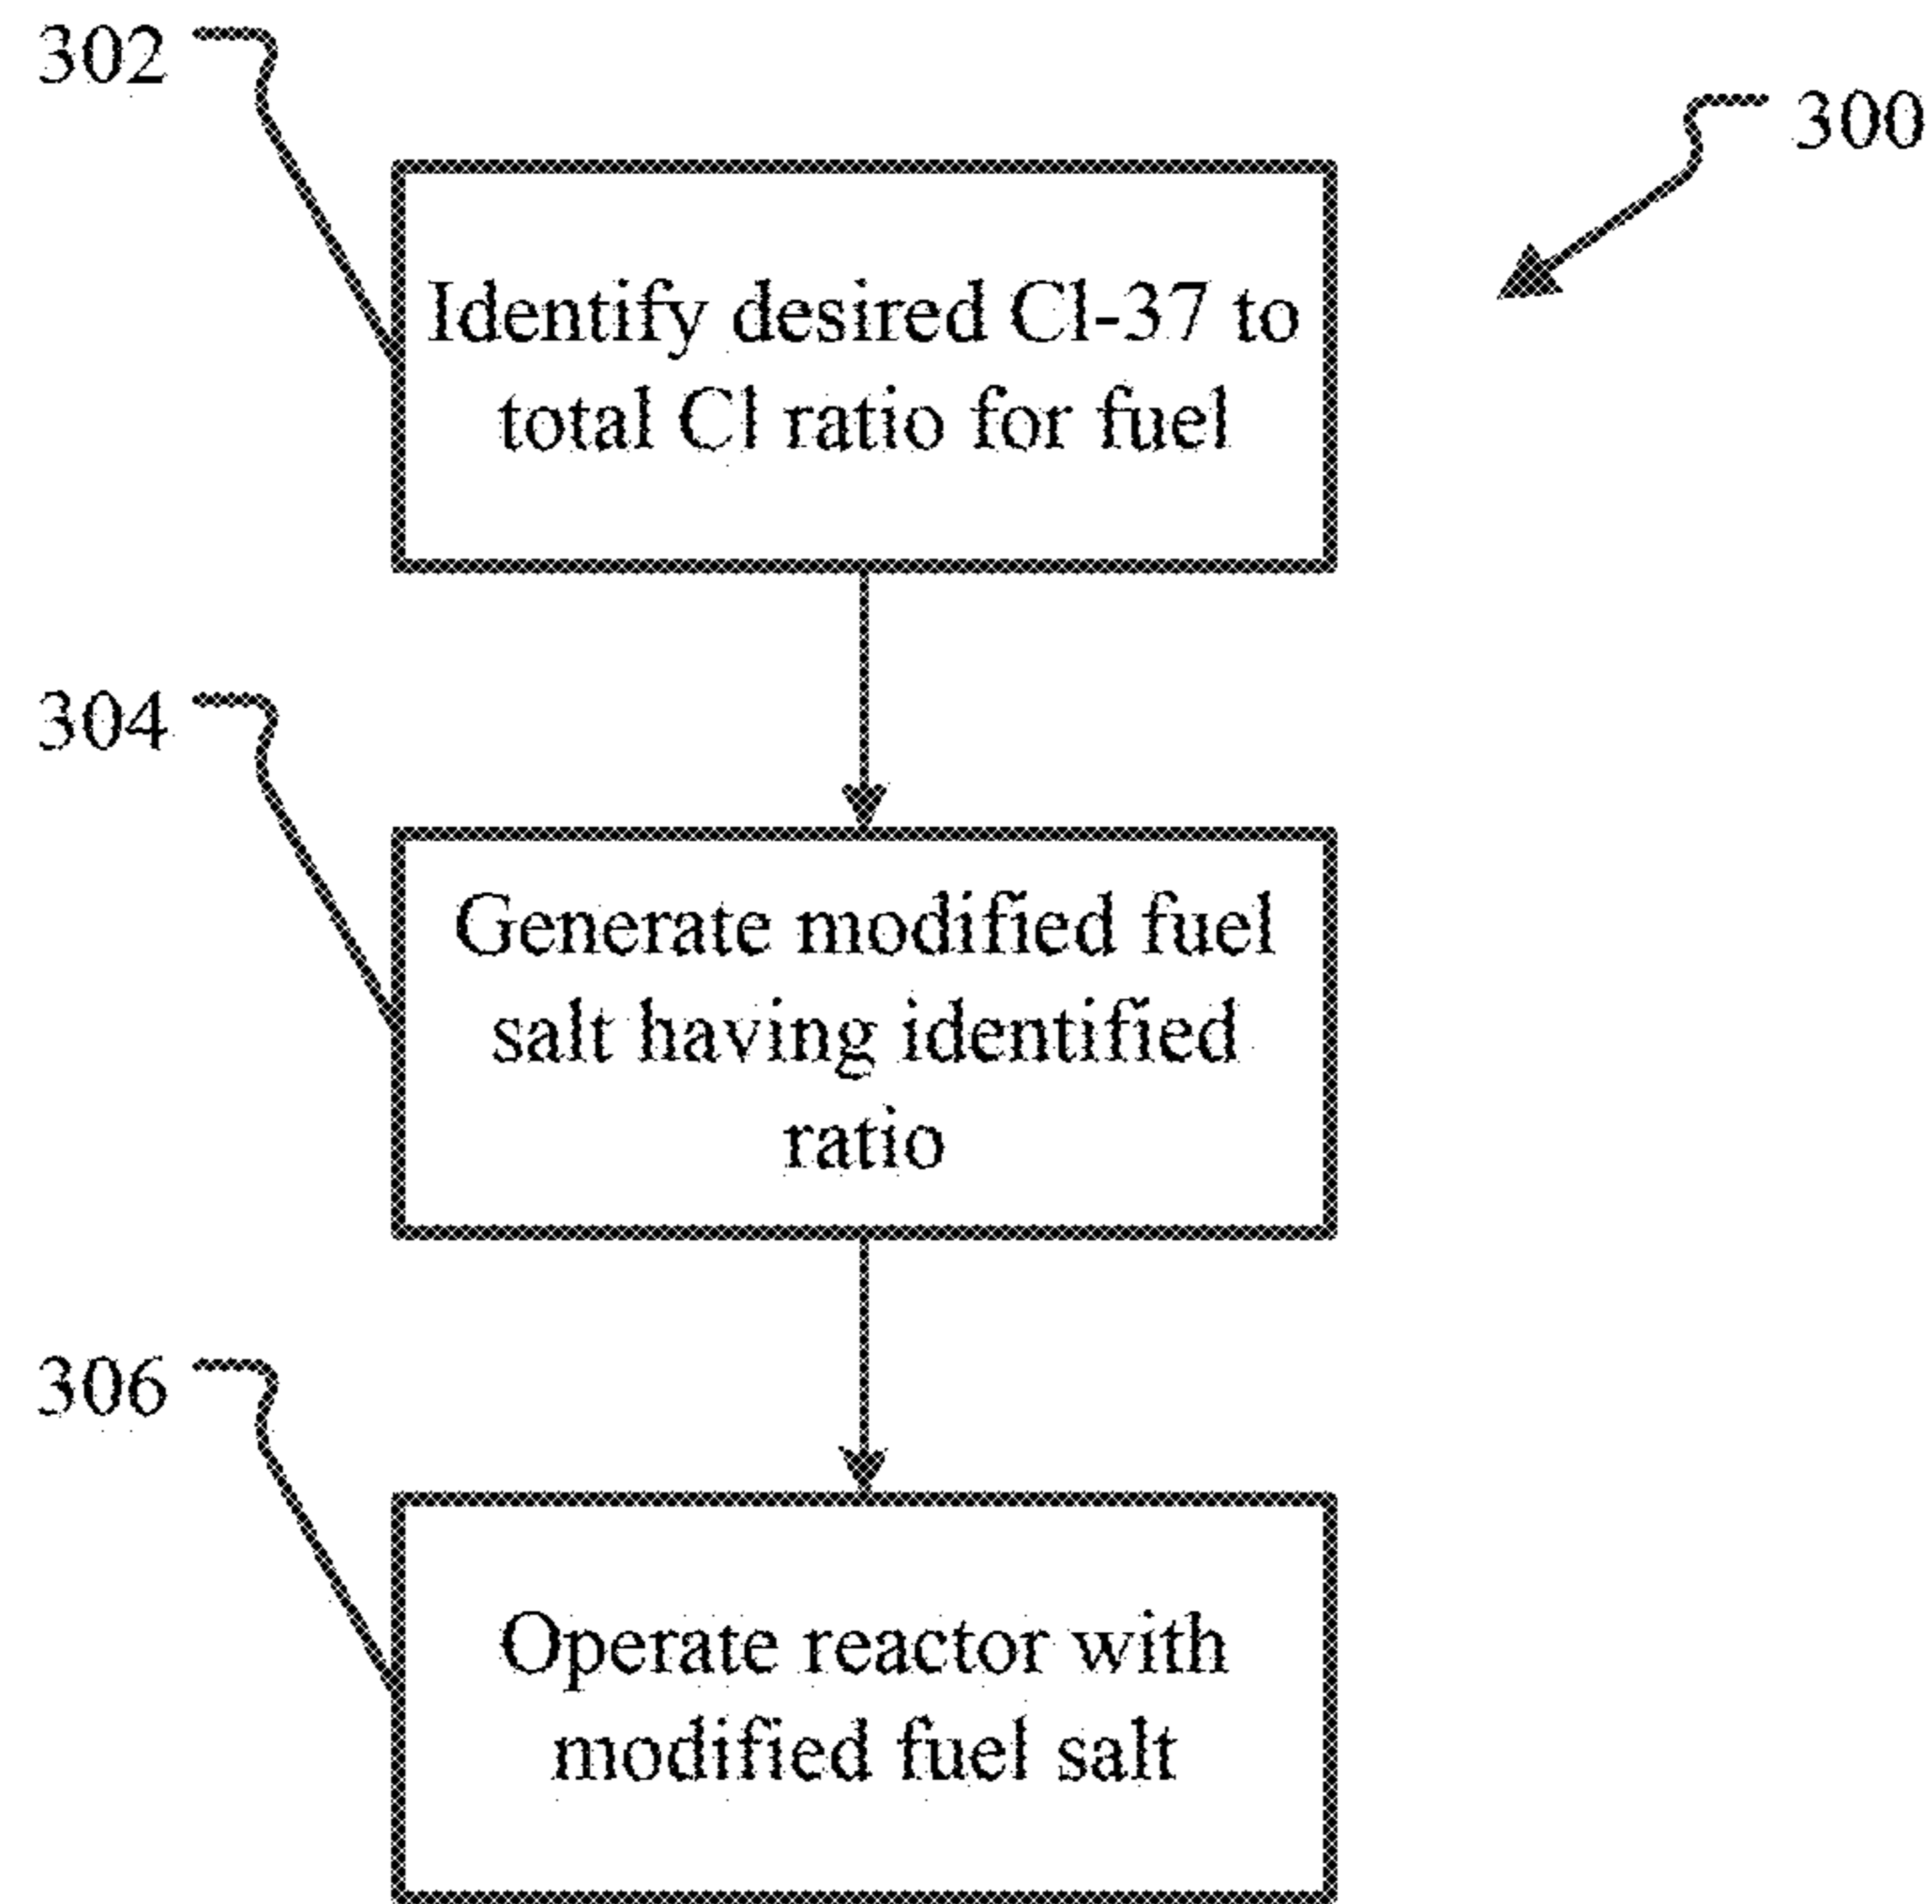 302
300
Identify desired Cl-37 to
total Cl ratio for fuel
304
Generate modified fuel
salt having identified
ratio
306
Operate reactor with
modified fuel salt